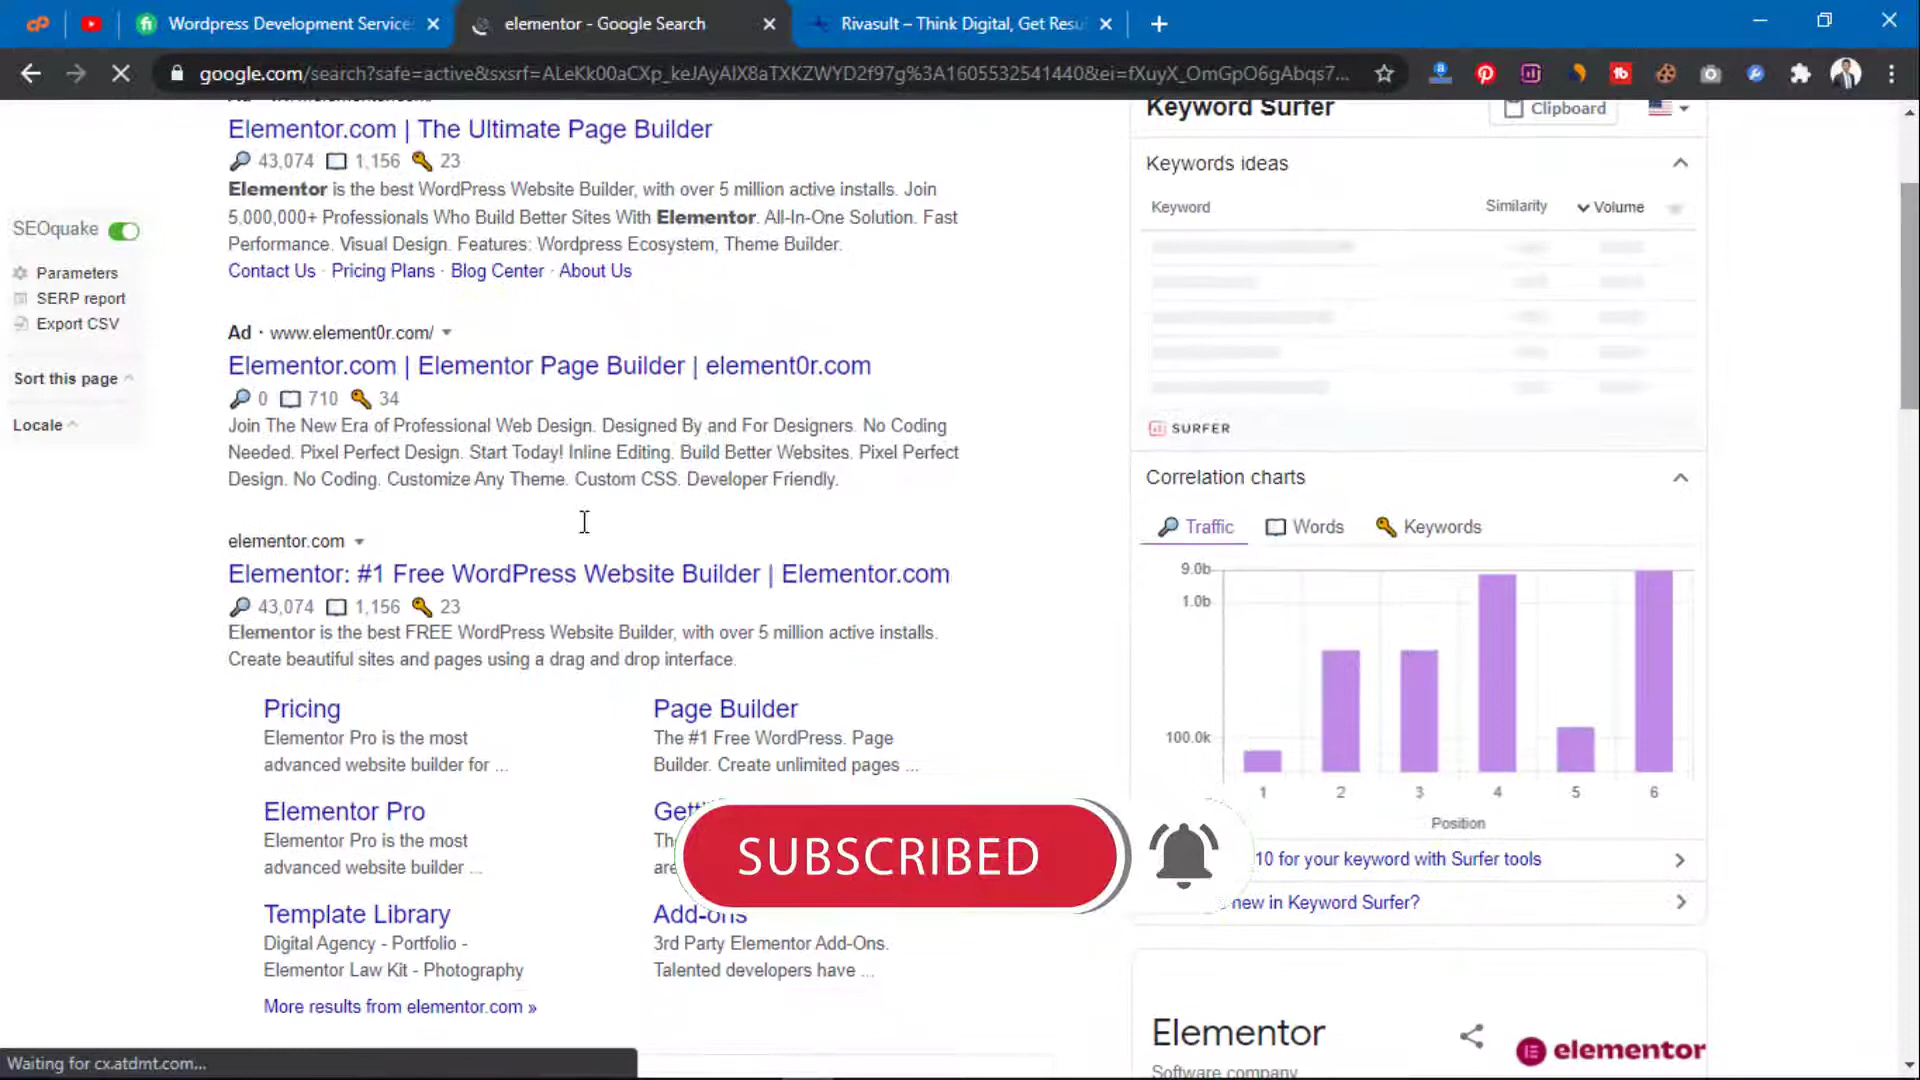 Wordpress Development Service
elementor - Google Search
Rivasult – Think Digital, Get Resu
google.com/search?safe=active&sxsrf=ALeKk00aCXp_keJAyAIX8aTXKZWYD2f97g%3A1605532541440&ei=fXuyX_OmGpO6gAbqs7...
Elementor.com | The Ultimate Page Builder
43,074 1,156 23
Elementor is the best WordPress Website Builder, with over 5 million active installs. Join
5,000,000+ Professionals Who Build Better Sites With Elementor. All-In-One Solution. Fast
Performance. Visual Design. Features: Wordpress Ecosystem, Theme Builder.
Contact Us · Pricing Plans · Blog Center · About Us
SEOquake
Parameters
SERP report
Export CSV
Sort this page
Locale
Ad · www.element0r.com/
Elementor.com | Elementor Page Builder | element0r.com
0 710 34
Join The New Era of Professional Web Design. Designed By and For Designers. No Coding
Needed. Pixel Perfect Design. Start Today! Inline Editing. Build Better Websites. Pixel Perfect
Design. No Coding. Customize Any Theme. Custom CSS. Developer Friendly.
elementor.com
Elementor: #1 Free WordPress Website Builder | Elementor.com
43,074 1,156 23
Elementor is the best FREE WordPress Website Builder, with over 5 million active installs.
Create beautiful sites and pages using a drag and drop interface.
Pricing
Elementor Pro is the most
advanced website builder for ...
Page Builder
The #1 Free WordPress. Page
Builder. Create unlimited pages ...
Elementor Pro
Elementor Pro is the most
advanced website builder ...
Template Library
Digital Agency - Portfolio -
Elementor Law Kit - Photography
Add-ons
3rd Party Elementor Add-Ons.
Talented developers have ...
More results from elementor.com »
SUBSCRIBED
Keyword Surfer
Clipboard
Keywords ideas
Keyword Similarity Volume
SURFER
Correlation charts
Traffic Words Keywords
9.0b
1.0b
100.0k
1 2 3 4 5 6
Position
10 for your keyword with Surfer tools
new in Keyword Surfer?
Elementor
Software company
elementor
Waiting for cx.atdmt.com...